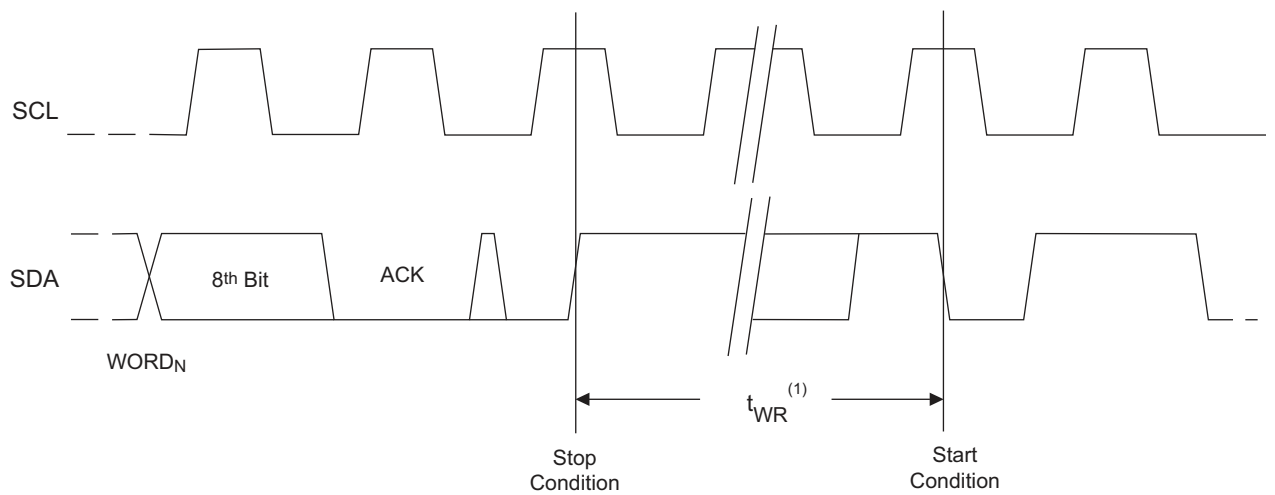 SCL
SDA
8th Bit
ACK
WORDN
tWR(1)
Stop
Condition
Start
Condition